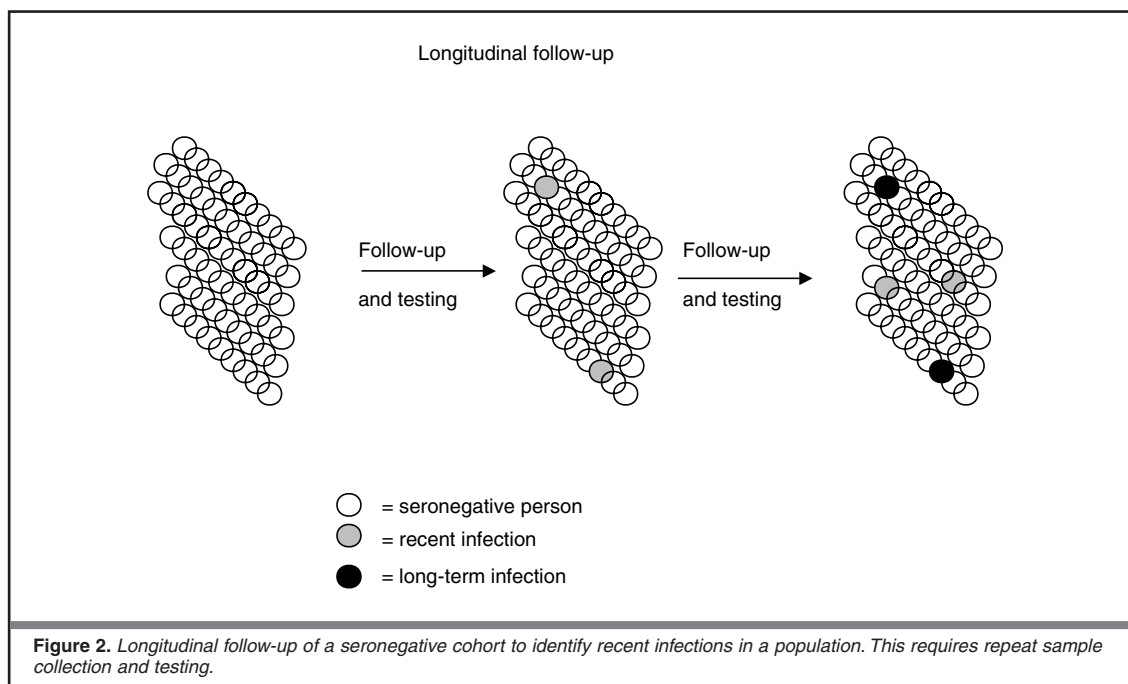 Longitudinal follow-up
Follow-up
and testing
Follow-up
and testing
= seronegative person
= recent infection
= long-term infection
Figure 2. Longitudinal follow-up of a seronegative cohort to identify recent infections in a population. This requires repeat sample
collection and testing.